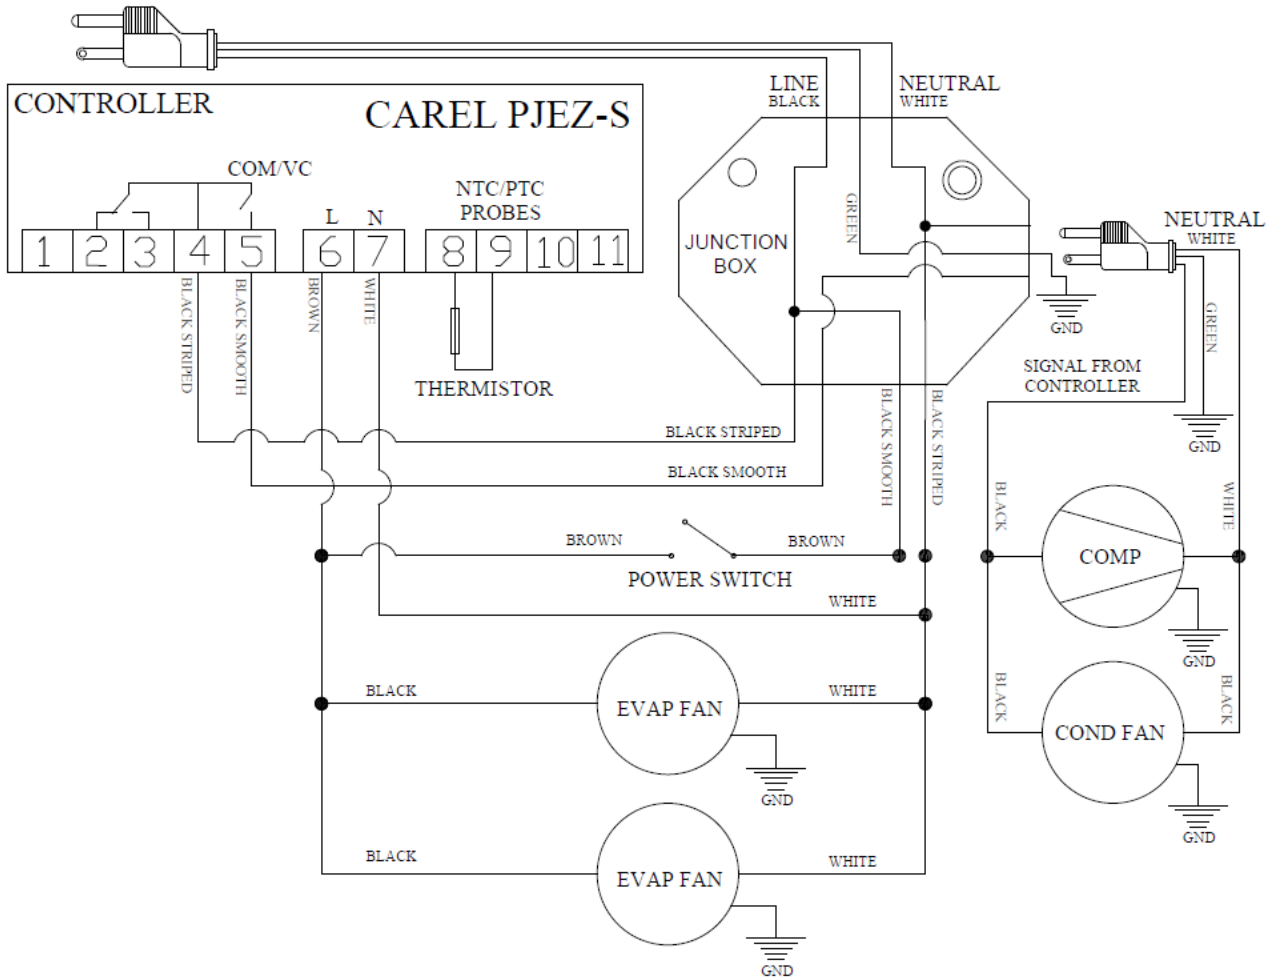 LINE
BLACK
NEUTRAL
WHITE
CONTROLLER
CAREL PJEZ-S
COM/VC
NTC/PTC
PROBES
L
N
1
2
3
4
5
6
7
8
9
10
11
BLACK STRIPED
BLACK SMOOTH
BROWN
WHITE
THERMISTOR
GREEN
JUNCTION
BOX
GND
NEUTRAL
WHITE
GREEN
GND
SIGNAL FROM
CONTROLLER
BLACK SMOOTH
BLACK STRIPED
BLACK STRIPED
BLACK SMOOTH
BROWN
BROWN
POWER SWITCH
WHITE
BLACK
EVAP FAN
WHITE
GND
BLACK
EVAP FAN
WHITE
GND
BLACK
WHITE
COMP
GND
BLACK
BLACK
COND FAN
GND